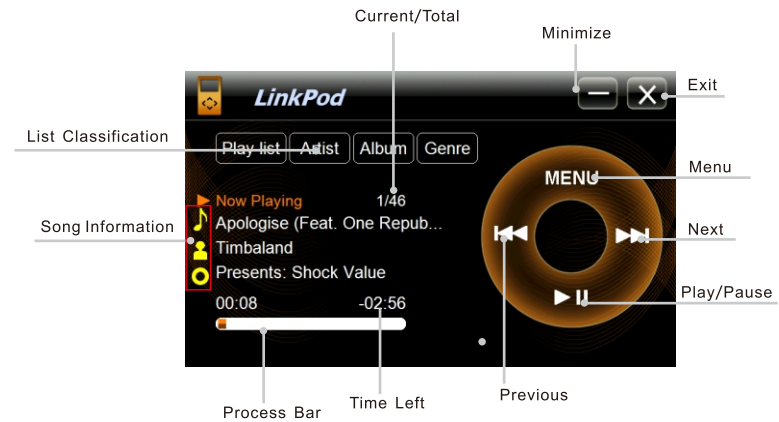 Current/Total
Minimize
Exit
LinkPod
List Classification
Play list
Artist
Album
Genre
Menu
MENU
Now Playing 1/46
Song Information
Apologise (Feat. One Repub...
Next
Timbaland
Presents: Shock Value
Play/Pause
00:08 -02:56
Previous
Time Left
Process Bar